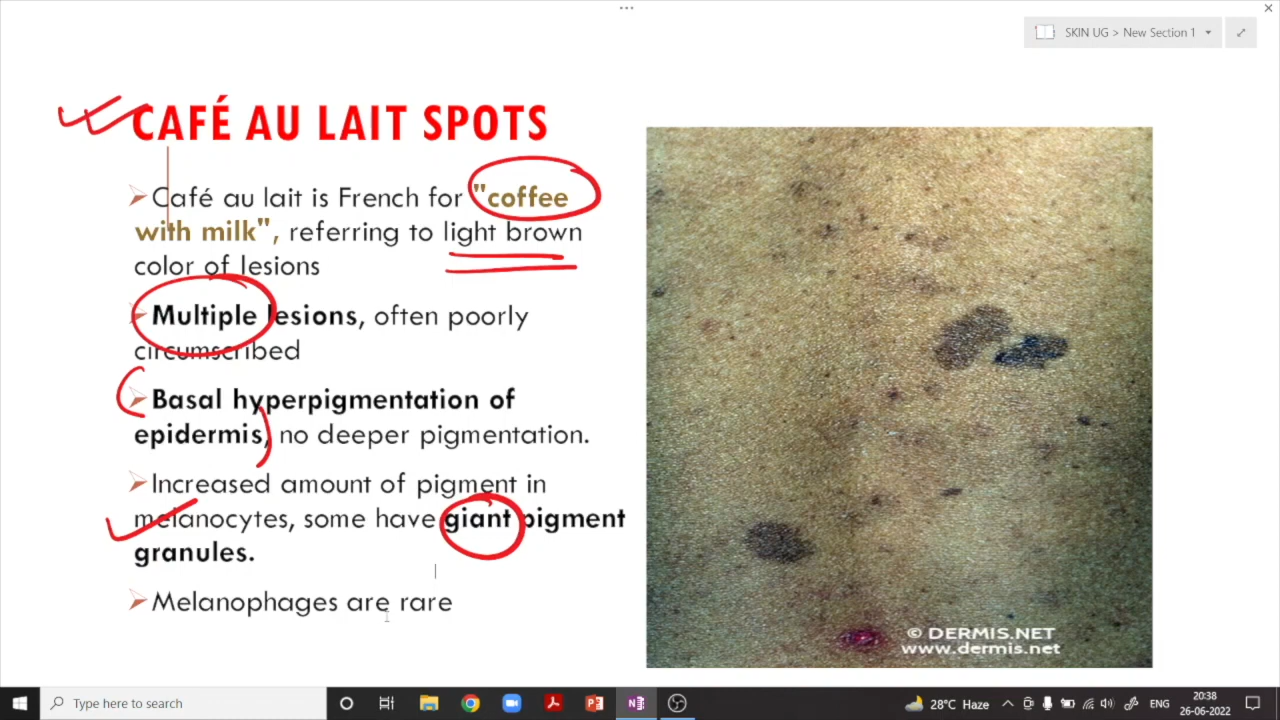 SKIN UG > New Section 1
CAFÉ AU LAIT SPOTS
Café au lait is French for "coffee
with milk", referring to light brown
color of lesions
Multiple lesions, often poorly
circumscribed
Basal hyperpigmentation of
epidermis, no deeper pigmentation.
Increased amount of pigment in
melanocytes, some have giant pigment
granules.
Melanophages are rare
© DERMIS.NET
www.dermis.net
Type here to search
28°C Haze
ENG
20:38
26-06-2022